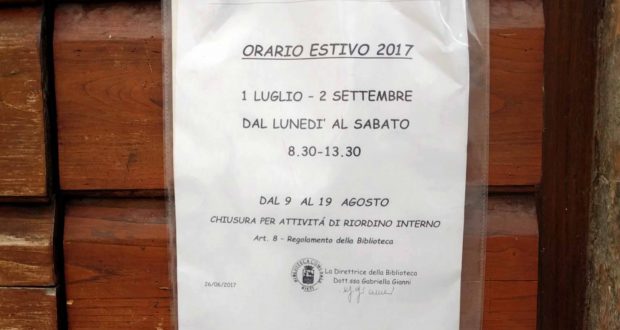 ORARIO ESTIVO 2017
1 LUGLIO - 2 SETTEMBRE
DAL LUNEDI' AL SABATO
8.30-13.30
DAL 9 AL 19 AGOSTO
CHIUSURA PER ATTIVITÁ DI RIORDINO INTERNO
Art. 8 - Regolamento della Biblioteca
La Direttrice della Biblioteca
Dott.ssa Gabriella Gianni
26/06/2017